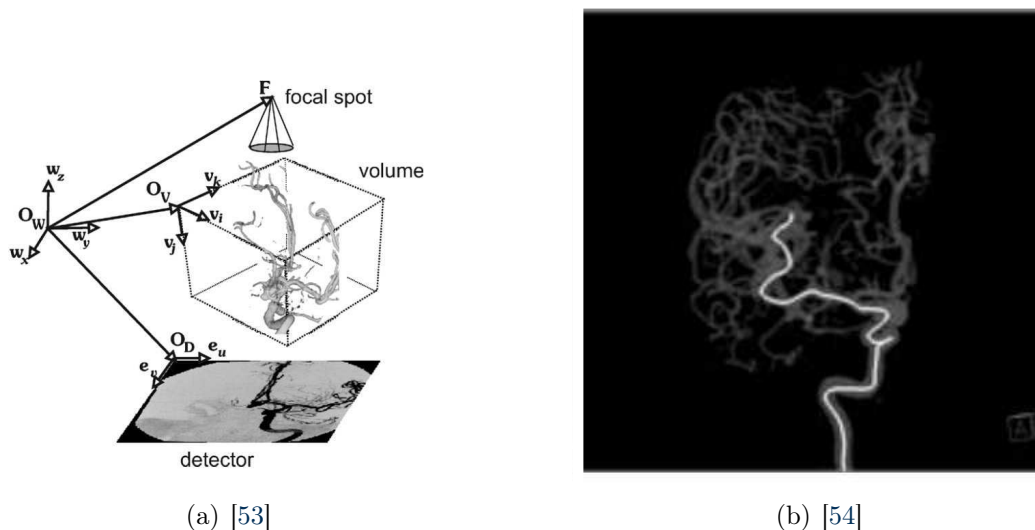 F
focal spot
volume
w_z
O_W
w_y
w_x
O_V
v_k
v_i
v_j
O_D
e_u
e_v
detector
A
(a) [53]
(b) [54]